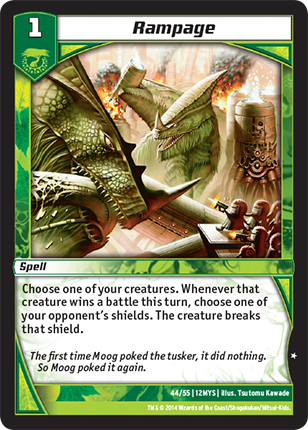 1
Rampage
Spell
Choose one of your creatures. Whenever that
creature wins a battle this turn, choose one of
your opponent's shields. The creature breaks
that shield.
The first time Moog poked the tusker, it did nothing.
So Moog poked it again.
44/55 | 12MYS | Illus. Tsutomu Kawade
TM & © 2014 Wizards of the Coast/Shogakukan/Mitsui-Kids.